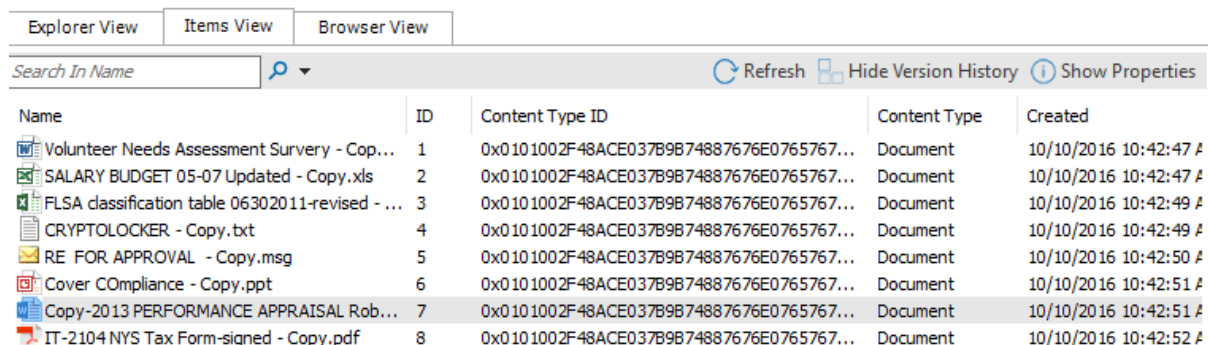 Explorer View Items View Browser View
Search In Name Refresh Hide Version History Show Properties
Name ID Content Type ID Content Type Created
Volunteer Needs Assessment Survery - Cop... 1 0x0101002F48ACE037B9B74887676E0765767... Document 10/10/2016 10:42:47 A
SALARY BUDGET 05-07 Updated - Copy.xls 2 0x0101002F48ACE037B9B74887676E0765767... Document 10/10/2016 10:42:47 A
FLSA classification table 06302011-revised - ... 3 0x0101002F48ACE037B9B74887676E0765767... Document 10/10/2016 10:42:49 A
CRYPTOLOCKER - Copy.txt 4 0x0101002F48ACE037B9B74887676E0765767... Document 10/10/2016 10:42:49 A
RE  FOR APPROVAL  - Copy.msg 5 0x0101002F48ACE037B9B74887676E0765767... Document 10/10/2016 10:42:50 A
Cover COmpliance - Copy.ppt 6 0x0101002F48ACE037B9B74887676E0765767... Document 10/10/2016 10:42:51 A
Copy-2013 PERFORMANCE APPRAISAL Rob... 7 0x0101002F48ACE037B9B74887676E0765767... Document 10/10/2016 10:42:51 A
IT-2104 NYS Tax Form-signed - Copy.pdf 8 0x0101002F48ACE037B9B74887676E0765767... Document 10/10/2016 10:42:52 A